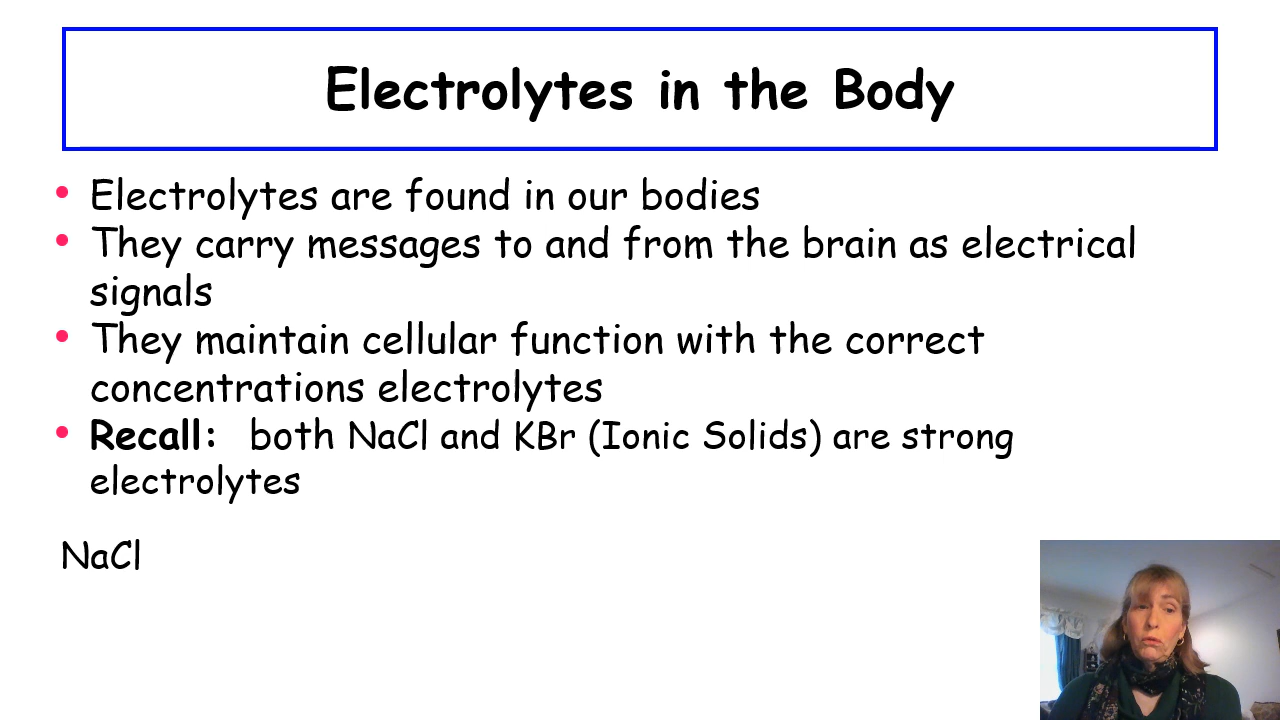 Electrolytes in the Body
• Electrolytes are found in our bodies
• They carry messages to and from the brain as electrical
signals
• They maintain cellular function with the correct
concentrations electrolytes
• Recall: both NaCl and KBr (Ionic Solids) are strong
electrolytes
NaCl